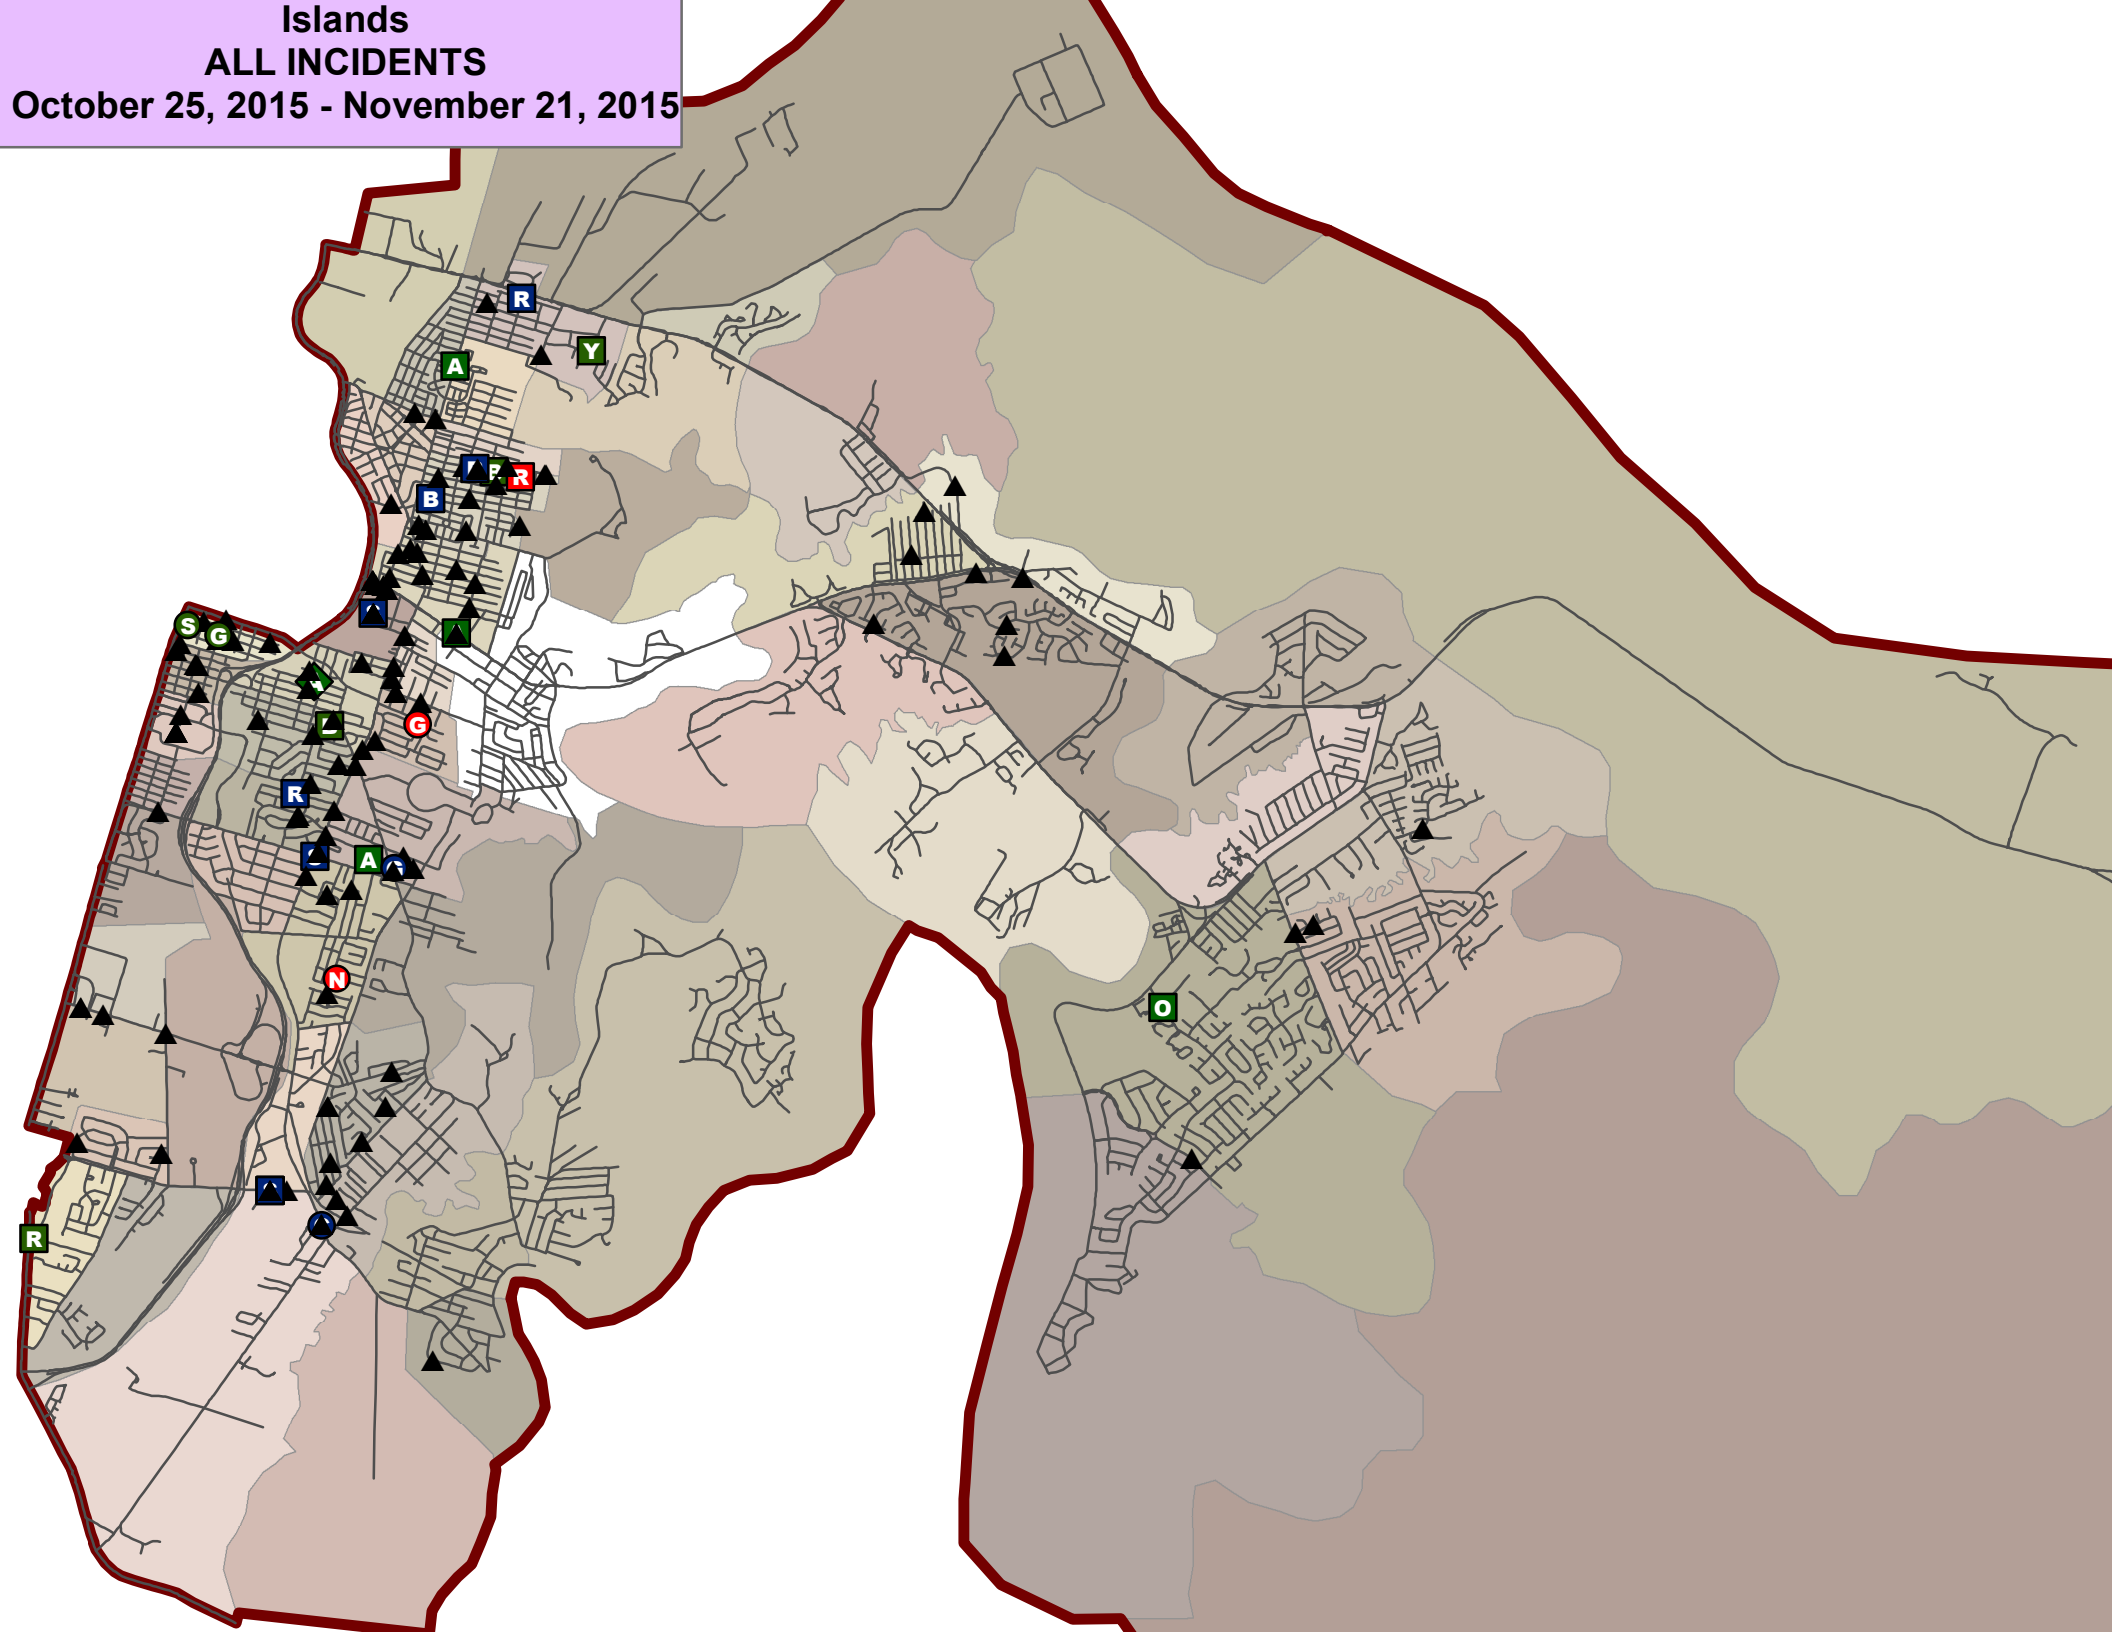 Islands
ALL INCIDENTS
October 25, 2015 - November 21, 2015
R
Y
A
R
B
S
G
G
R
A
N
O
R